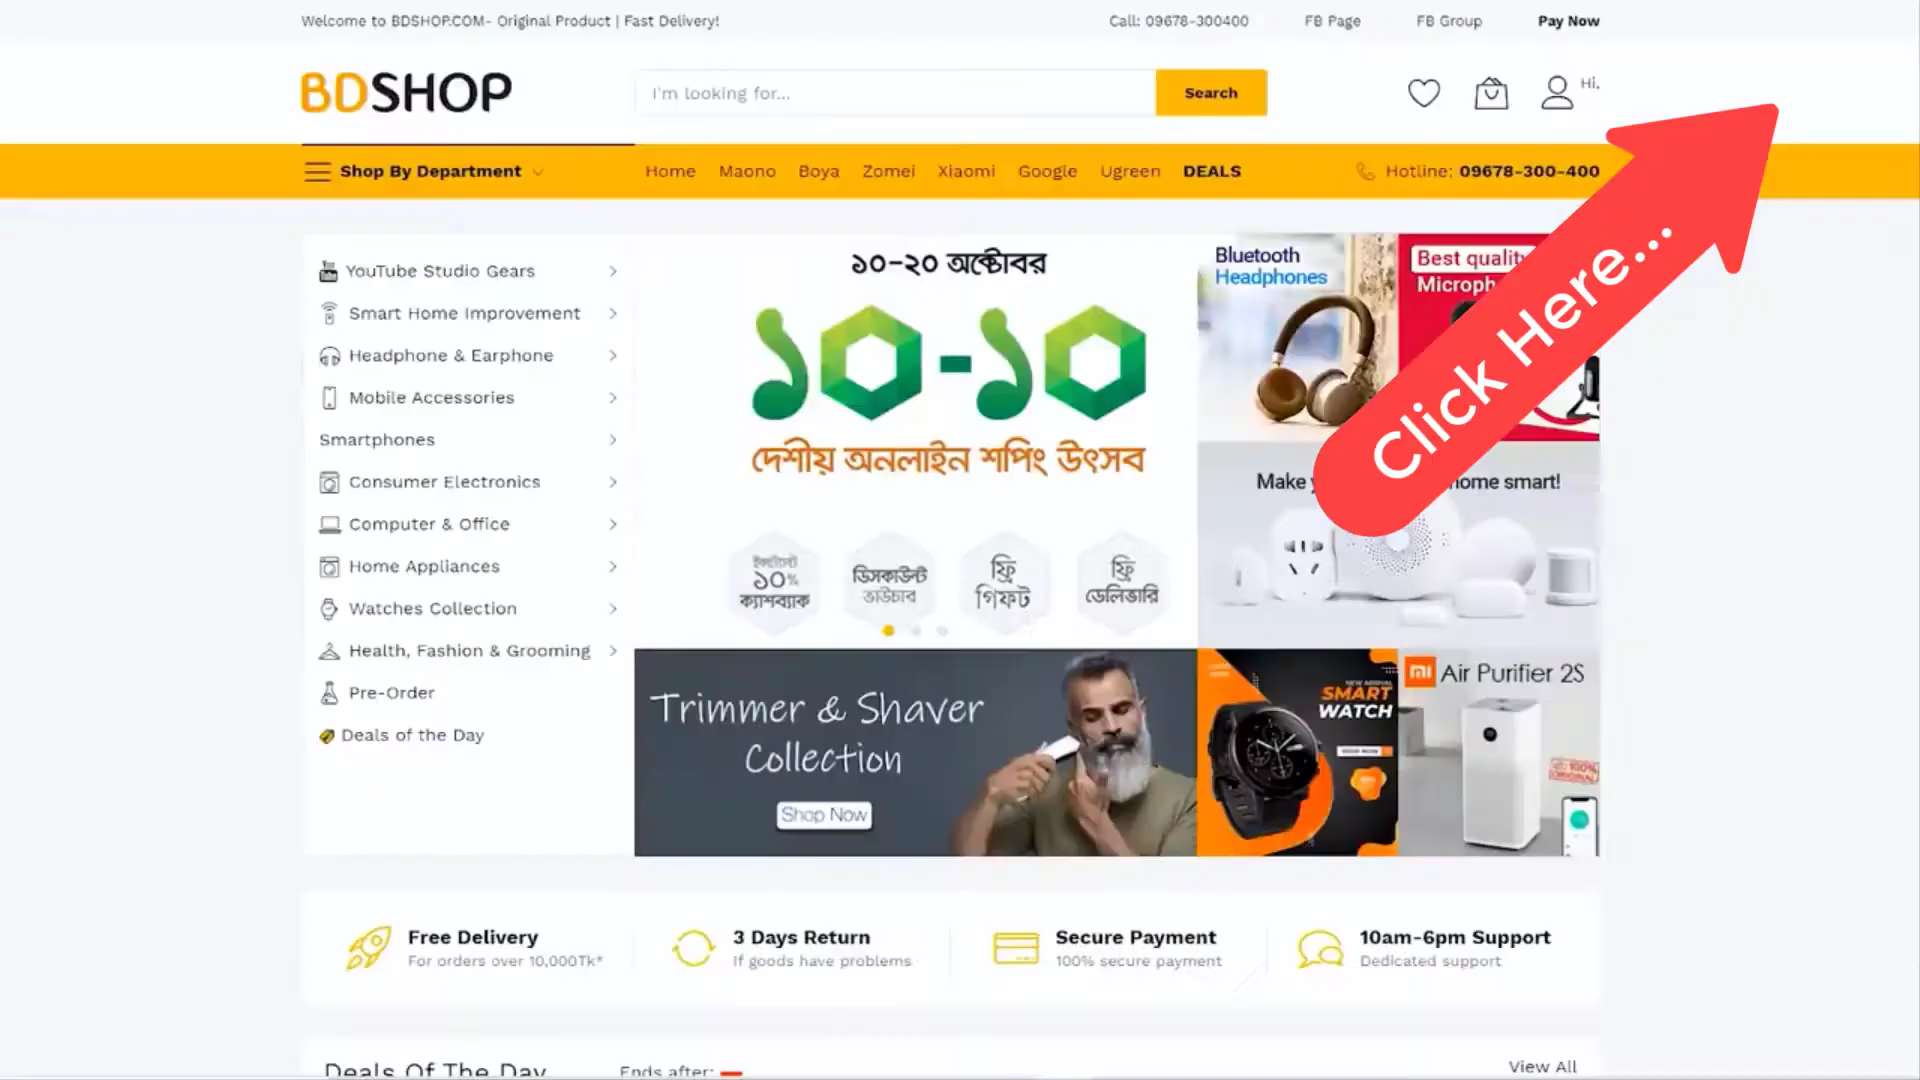 Welcome to BDSHOP.COM- Original Product | Fast Delivery!
Call: 09678-300400
FB Page
FB Group
Pay Now
BDSHOP
I'm looking for...
Search
Hi,
Shop By Department
Home
Maono
Boya
Zomei
Xiaomi
Google
Ugreen
DEALS
Hotline: 09678-300-400
YouTube Studio Gears
Smart Home Improvement
Headphone & Earphone
Mobile Accessories
Smartphones
Consumer Electronics
Computer & Office
Home Appliances
Watches Collection
Health, Fashion & Grooming
Pre-Order
Deals of the Day
১০-২০ অক্টোবর
১০-১০
দেশীয় অনলাইন শপিং উৎসব
১০%
ক্যাশব্যাক
ডিসকাউন্ট
ভাউচার
ফ্রি
গিফট
ফ্রি
ডেলিভারি
Bluetooth
Headphones
Best quality
Click Here...
Make
home smart!
Trimmer & Shaver
Collection
Shop Now
NEW ARRIVAL
SMART
WATCH
mi Air Purifier 2S
Free Delivery
For orders over 10,000Tk*
3 Days Return
If goods have problems
Secure Payment
100% secure payment
10am-6pm Support
Dedicated support
Deals Of The Day
Ends after:
View All